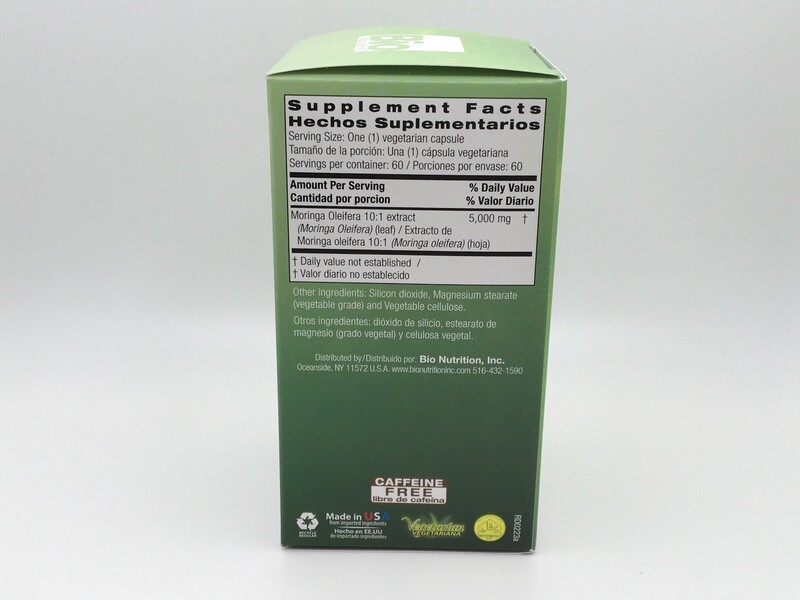 Bio
Supplement Facts
Hechos Suplementarios
Serving Size: One (1) vegetarian capsule
Tamaño de la porción: Una (1) cápsula vegetariana
Servings per container: 60 / Porciones por envase: 60
Amount Per Serving % Daily Value
Cantidad por porcion % Valor Diario
Moringa Oleifera 10:1 extract 5,000 mg †
(Moringa Oleifera) (leaf) / Extracto de
Moringa oleifera 10:1 (Moringa oleifera) (hoja)
† Daily value not established /
† Valor diario no establecido
Other ingredients: Silicon dioxide, Magnesium stearate
(vegetable grade) and Vegetable cellulose.
Otros ingredientes: dióxido de silicio, estearato de
magnesio (grado vegetal) y celulosa vegetal.
Distributed by/Distribuido por: Bio Nutrition, Inc.
Oceanside, NY 11572 U.S.A. www.bionutritioninc.com 516-432-1590
CAFFEINE
FREE
libre de cafeína
RECYCLE
RECICLAR
Made in USA
from imported ingredients
Hecho en EE.UU
de importado ingredientes
Vegetarian
VEGETARIANA
RD0223a